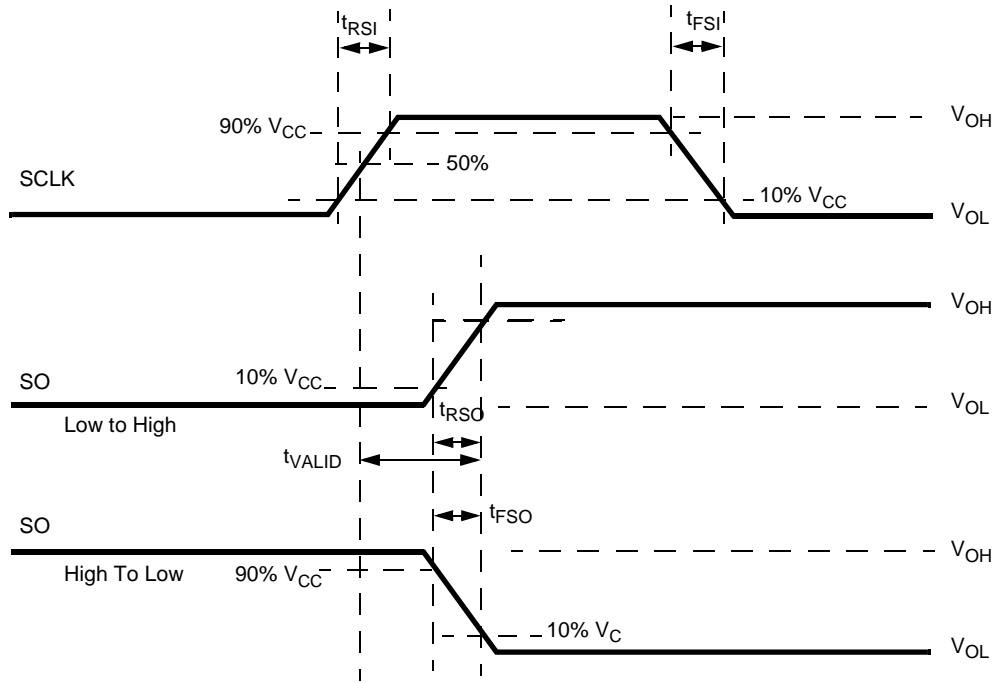 tRSI
tFSI
90% VCC
VOH
50%
SCLK
10% VCC
VOL
VOH
10% VCC
SO
VOL
Low to High
tRSO
tVALID
tFSO
SO
VOH
High To Low
90% VCC
10% VC
VOL